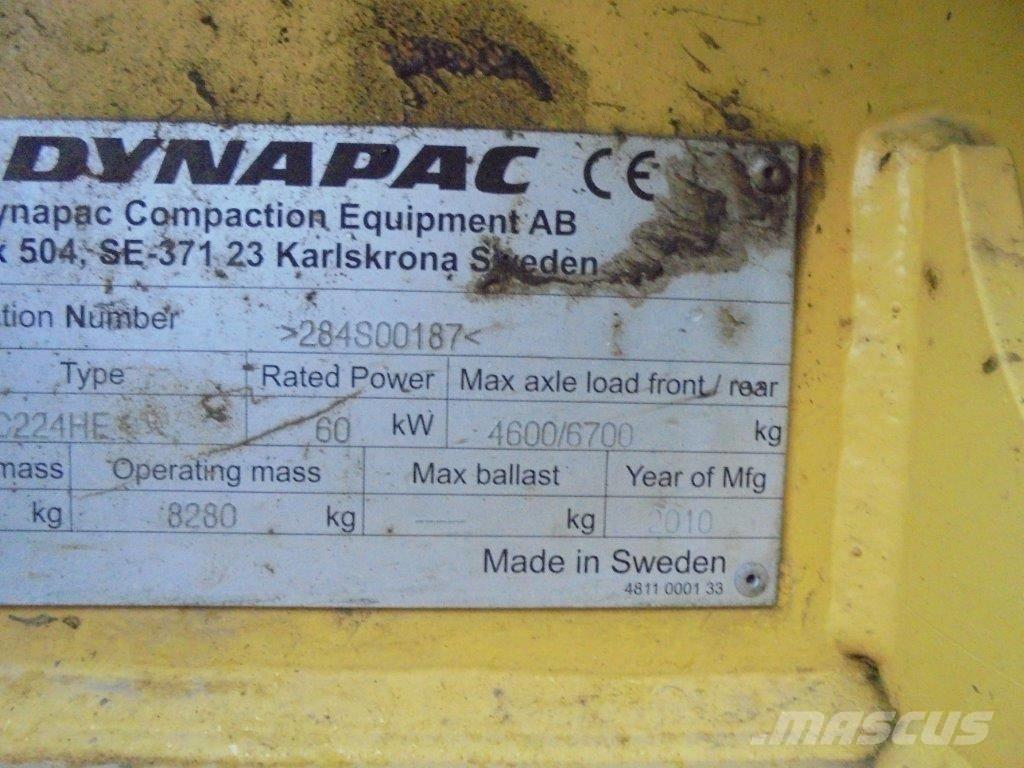 DYNAPAC CE
ynapac Compaction Equipment AB
x 504, SE-371 23 Karlskrona Sweden
tion Number >284S00187<
Type Rated Power Max axle load front / rear
C224HE 60 kW 4600/6700 kg
mass Operating mass Max ballast Year of Mfg
kg 8280 kg ---- kg 2010
Made in Sweden
4811 0001 33
MASCUS